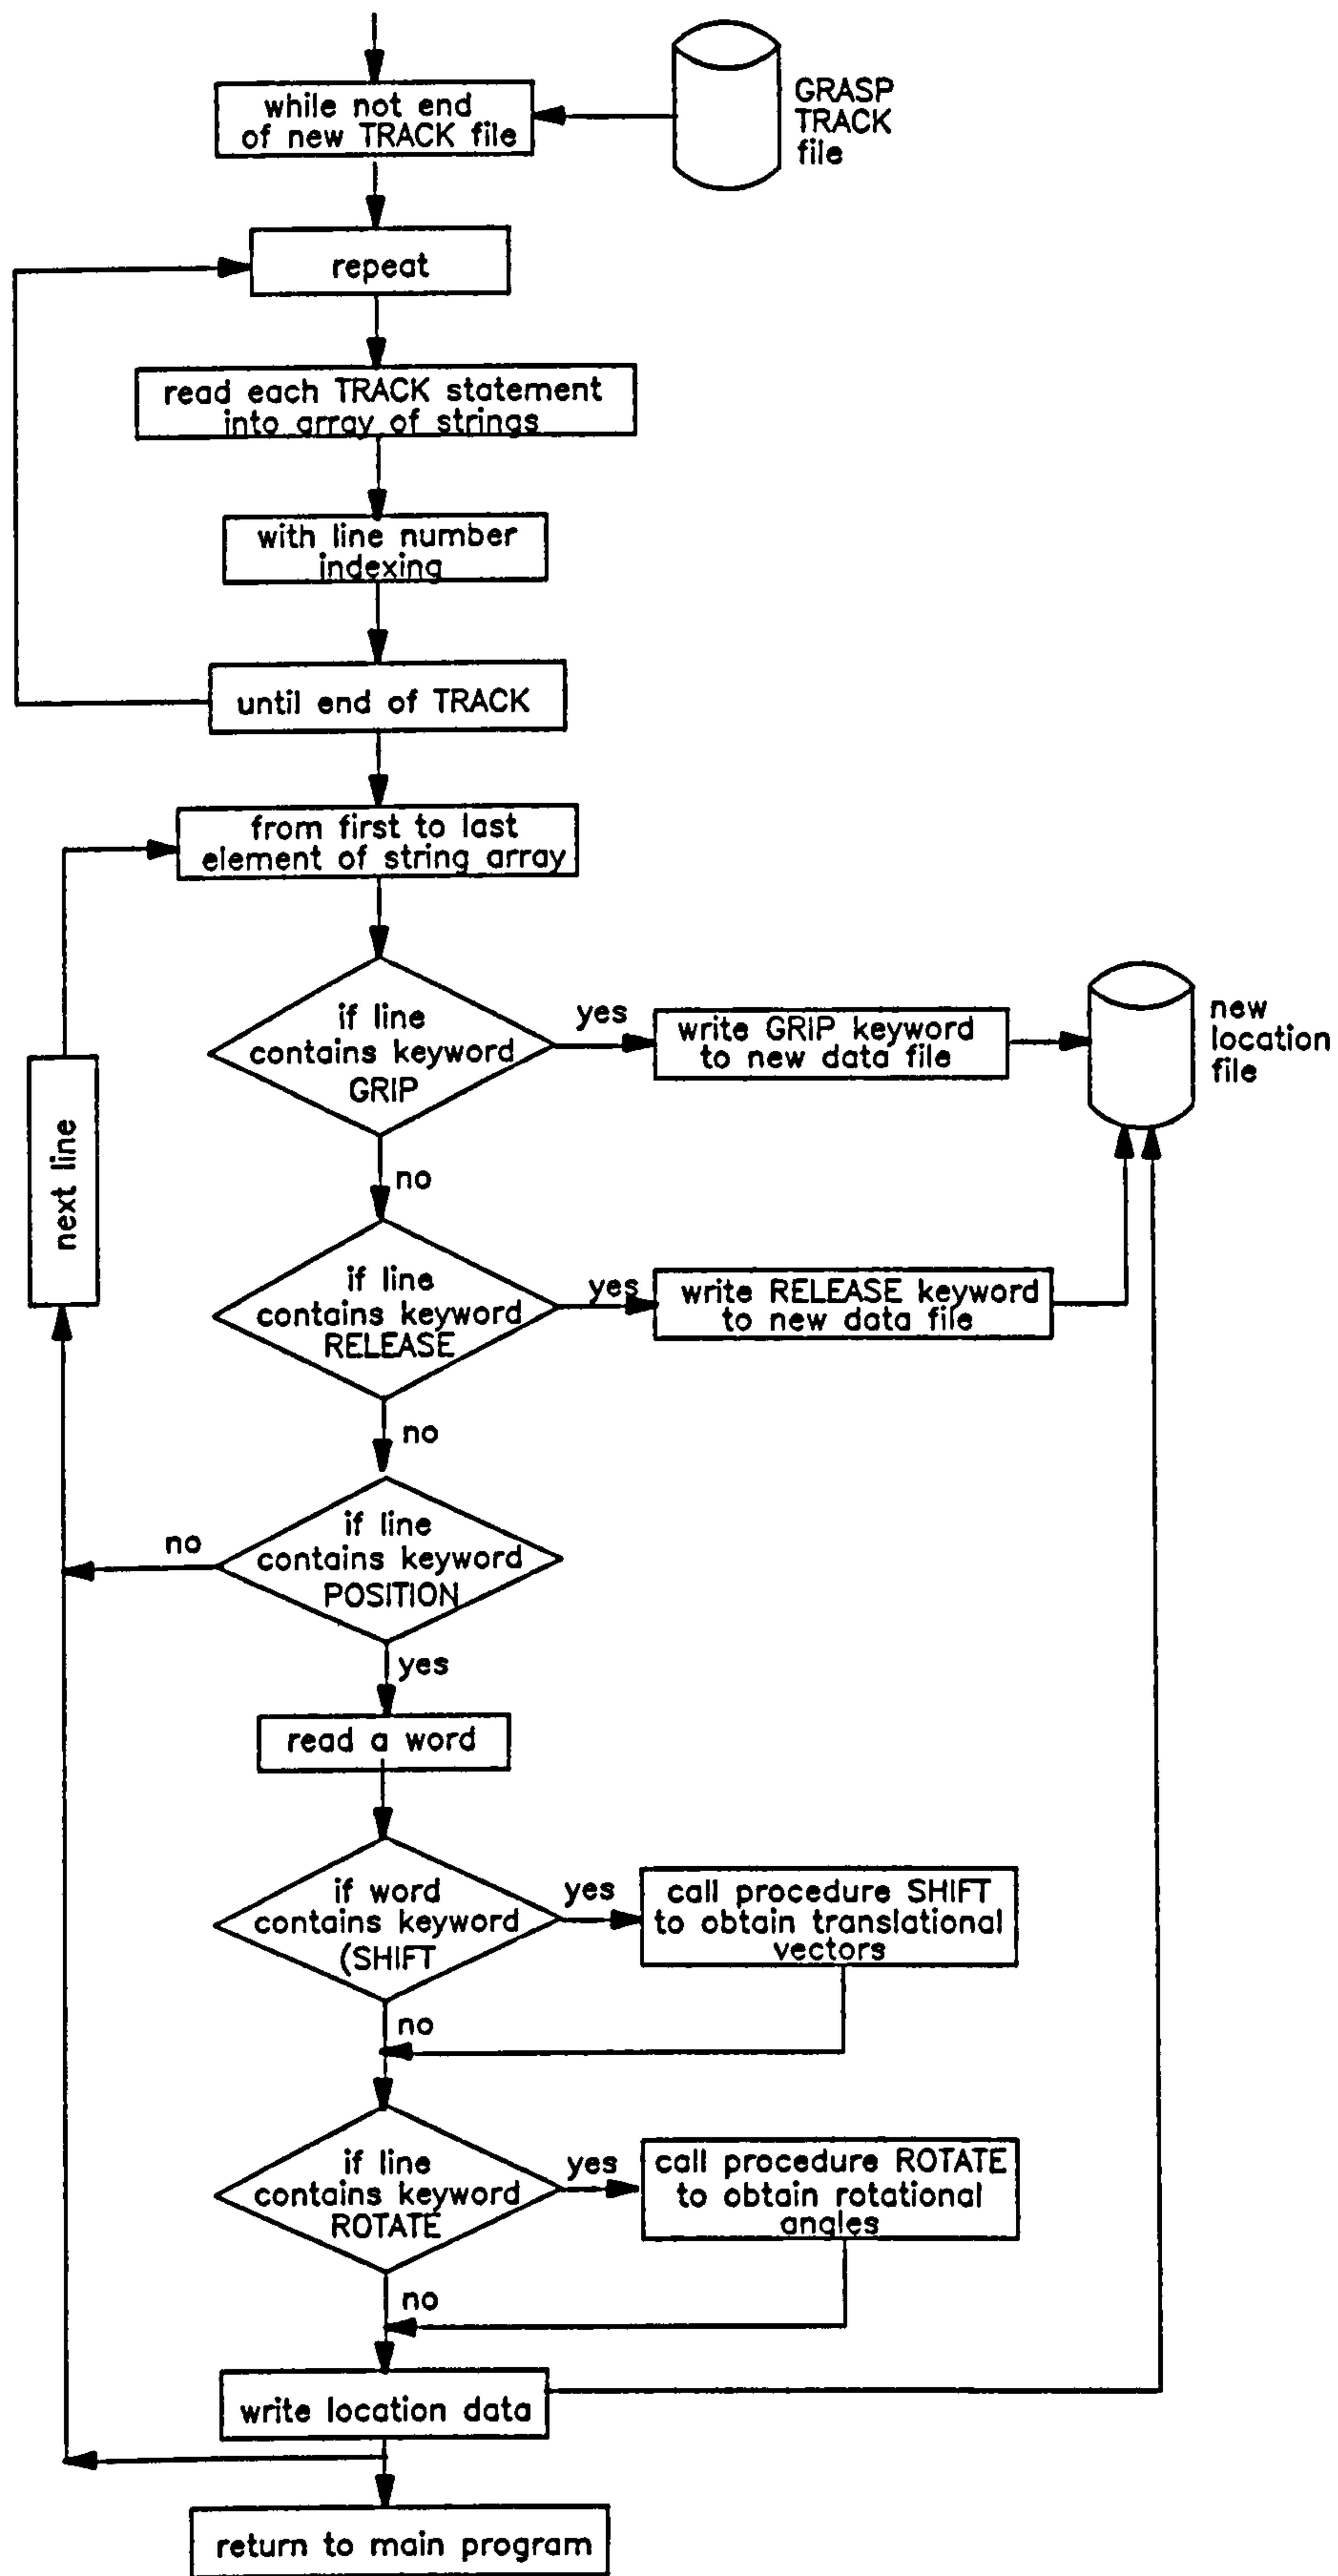 while not end
of new TRACK file
GRASP
TRACK
file
repeat
read each TRACK statement
into array of strings
with line number
indexing
until end of TRACK
from first to last
element of string array
if line
contains keyword
GRIP
yes
write GRIP keyword
to new data file
new
location
file
next line
no
if line
contains keyword
RELEASE
yes
write RELEASE keyword
to new data file
no
if line
contains keyword
POSITION
no
yes
read a word
if word
contains keyword
(SHIFT
yes
call procedure SHIFT
to obtain translational
vectors
no
if line
contains keyword
ROTATE
yes
call procedure ROTATE
to obtain rotational
angles
no
write location data
return to main program